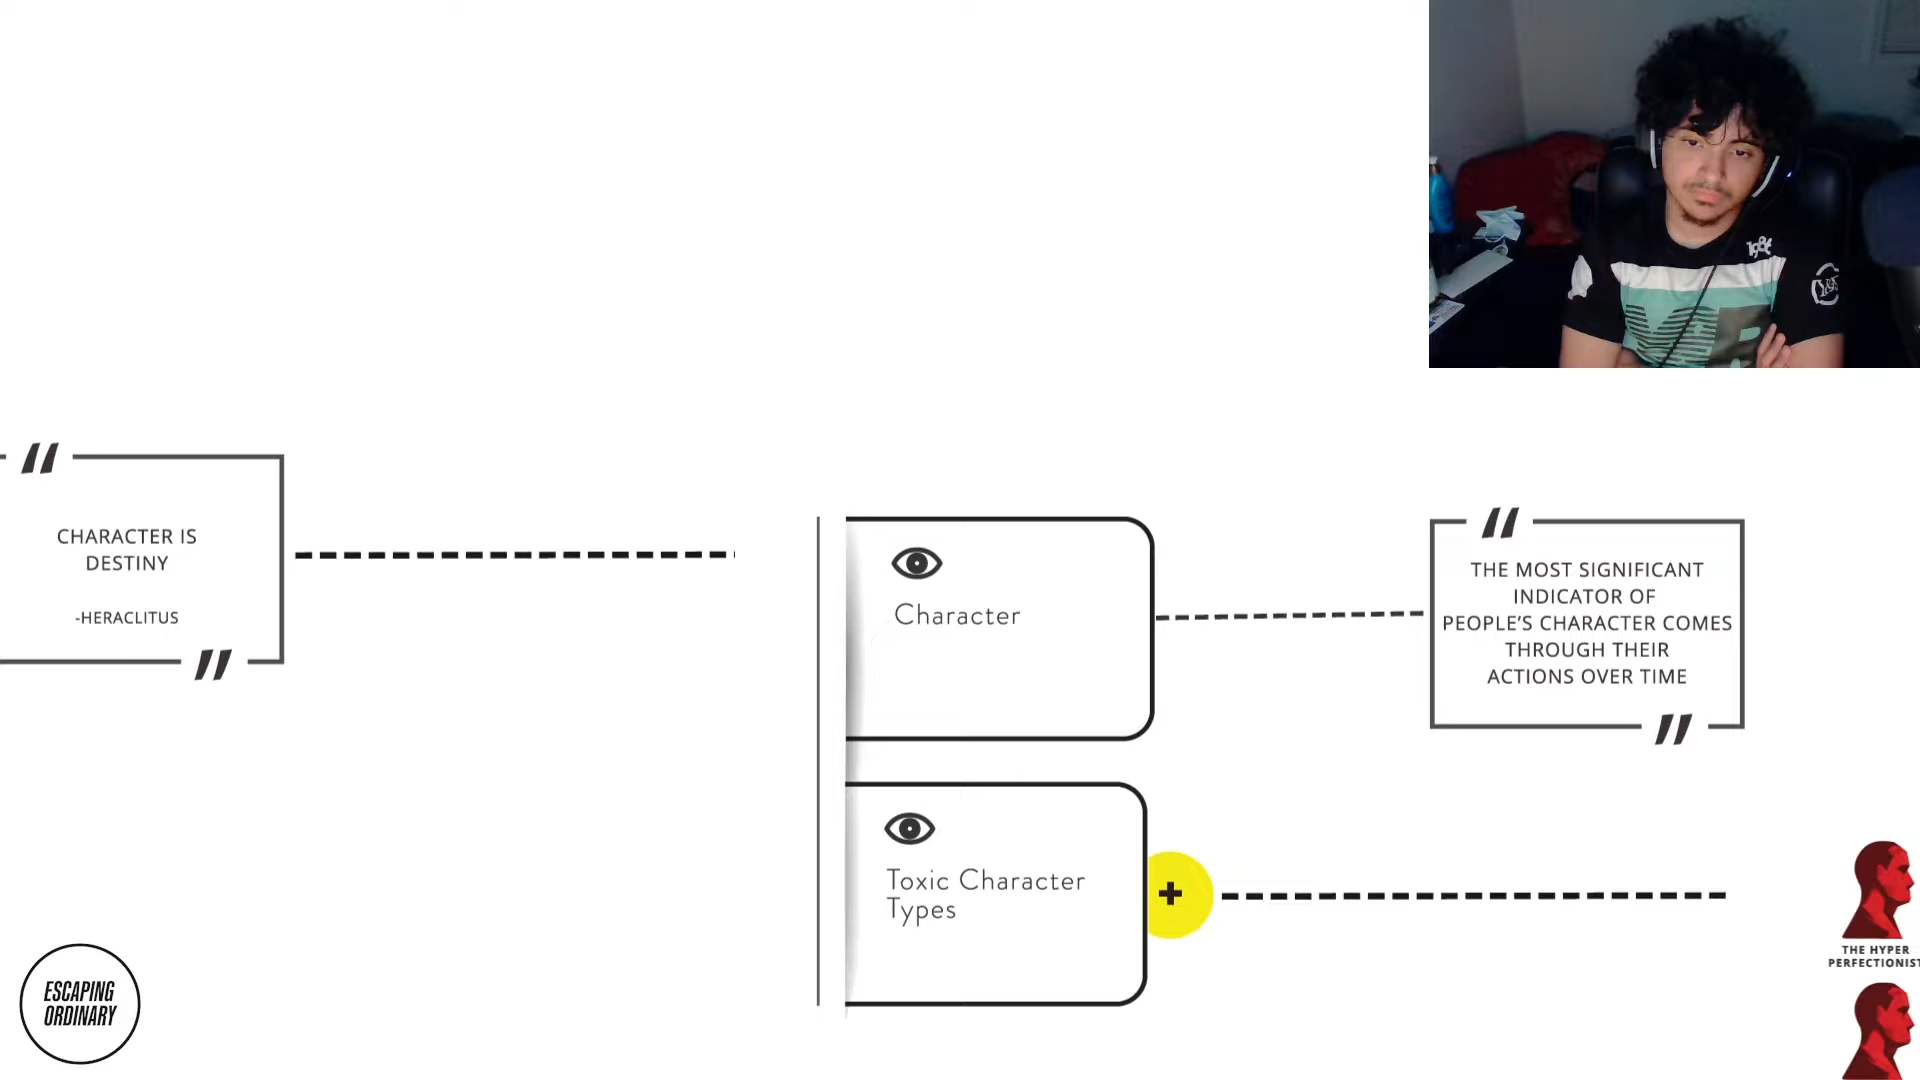 1986
CHARACTER IS
DESTINY
-HERACLITUS
Character
THE MOST SIGNIFICANT
INDICATOR OF
PEOPLE'S CHARACTER COMES
THROUGH THEIR
ACTIONS OVER TIME
Toxic Character
Types
+
THE HYPER
PERFECTIONIST
ESCAPING
ORDINARY